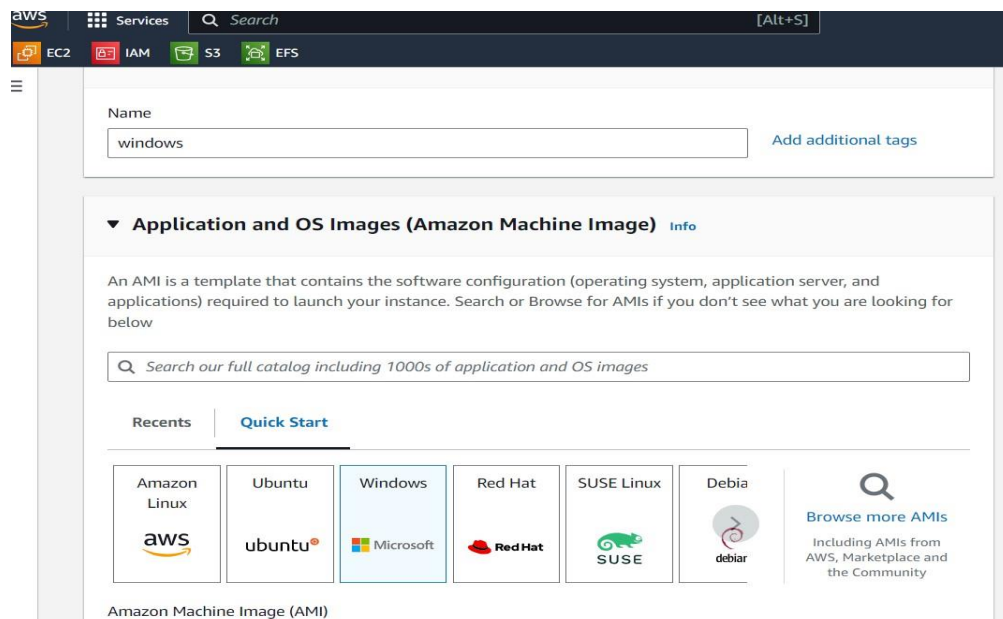 aws
Services
Search
[Alt+S]
EC2
IAM
S3
EFS
Name
windows
Add additional tags
Application and OS Images (Amazon Machine Image) Info
An AMI is a template that contains the software configuration (operating system, application server, and
applications) required to launch your instance. Search or Browse for AMIs if you don't see what you are looking for
below
Search our full catalog including 1000s of application and OS images
Recents
Quick Start
Amazon
Linux
aws
Ubuntu
ubuntu
Windows
Microsoft
Red Hat
Red Hat
SUSE Linux
SUSE
Debia
debiar
Browse more AMIs
Including AMIs from
AWS, Marketplace and
the Community
Amazon Machine Image (AMI)